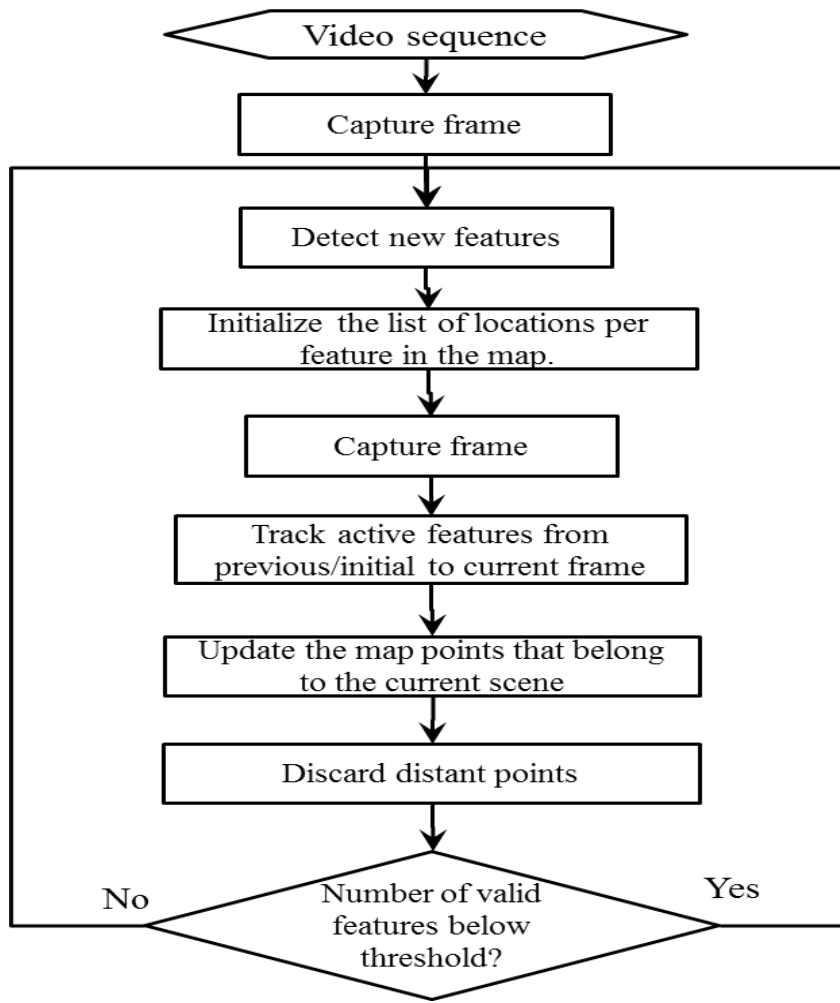 Video sequence
Capture frame
Detect new features
Initialize the list of locations per
feature in the map.
Capture frame
Track active features from
previous/initial to current frame
Update the map points that belong
to the current scene
Discard distant points
No
Number of valid
features below
threshold?
Yes